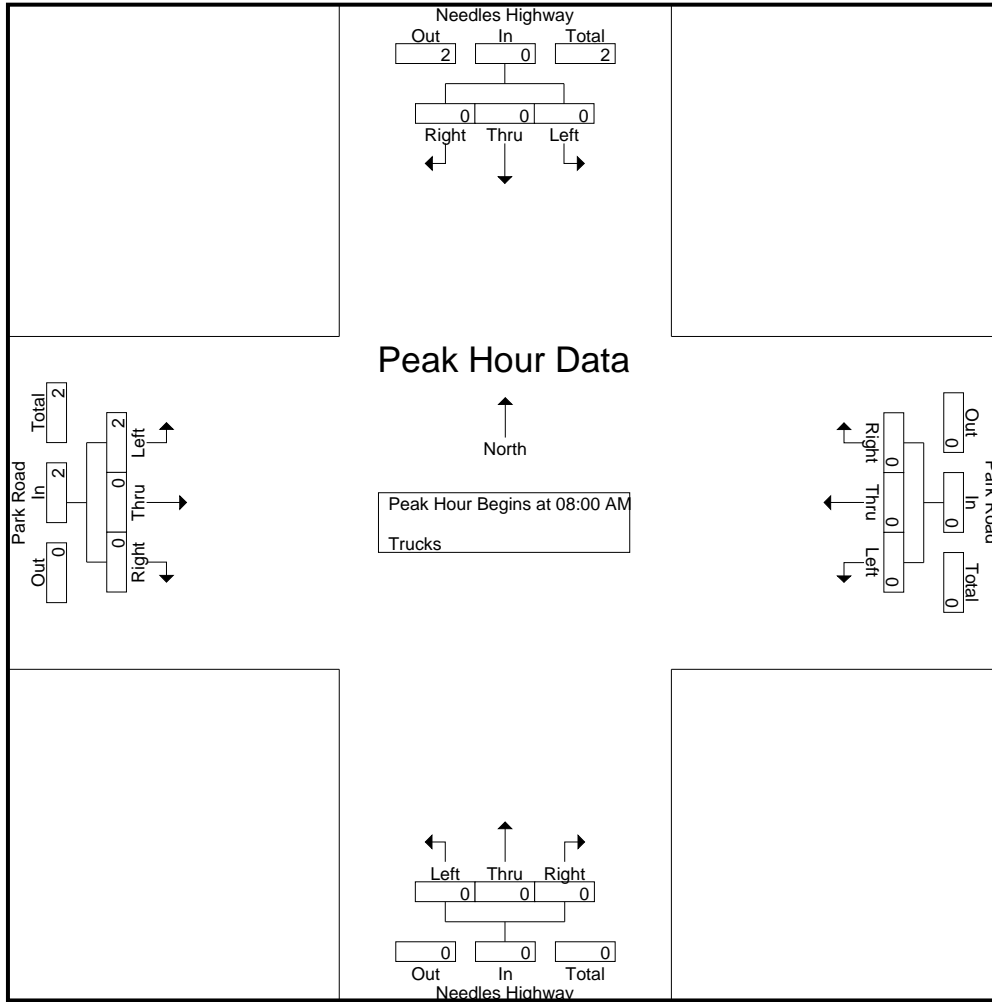 Needles Highway
Out In Total
2 0 2
0 0 0
Right Thru Left
Peak Hour Data
North
Peak Hour Begins at 08:00 AM
Trucks
Park Road
Total In Out
2 2 0
2 0 0
Left Thru Right
Right Thru Left
0 0 0
Out In Total
0 0 0
Park Road
Left Thru Right
0 0 0
0 0 0
Out In Total
Needles Highway